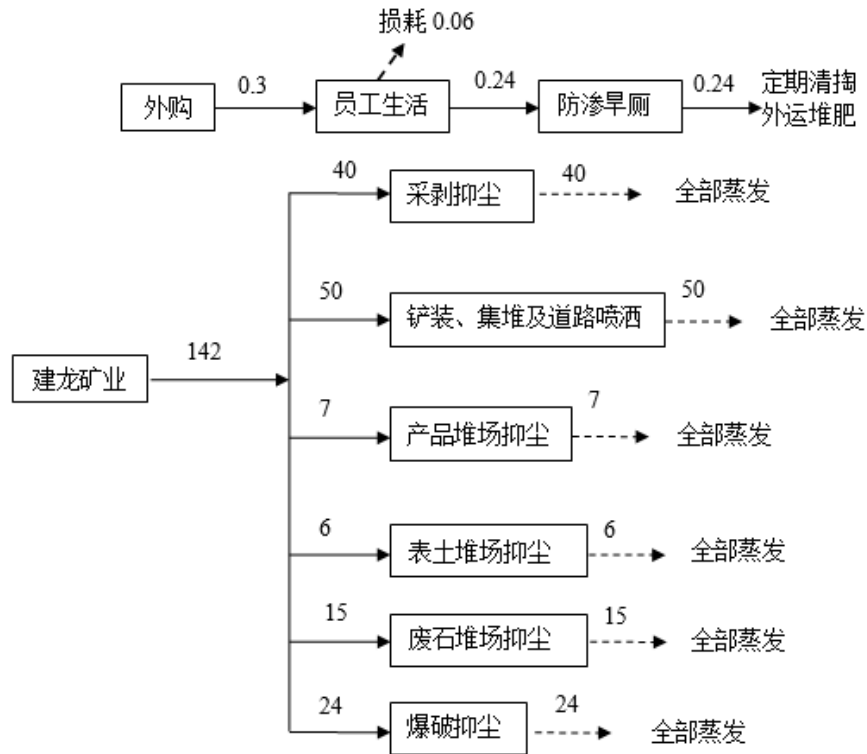 损耗 0.06
外购
0.3
员工生活
0.24
防渗旱厕
0.24
定期清掏
外运堆肥
40
采剥抑尘
40
全部蒸发
50
铲装、集堆及道路喷洒
50
全部蒸发
建龙矿业
142
7
产品堆场抑尘
7
全部蒸发
6
表土堆场抑尘
6
全部蒸发
15
废石堆场抑尘
15
全部蒸发
24
爆破抑尘
24
全部蒸发